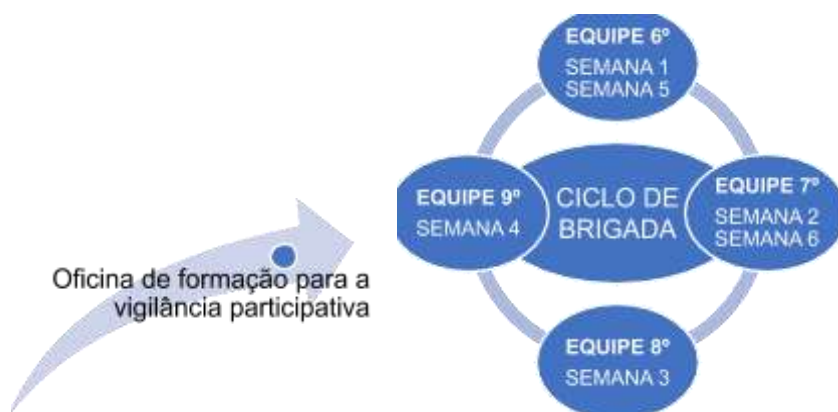 EQUIPE 6º
SEMANA 1
SEMANA 5
EQUIPE 9º
SEMANA 4
CICLO DE
BRIGADA
EQUIPE 7º
SEMANA 2
SEMANA 6
Oficina de formação para a
vigilância participativa
EQUIPE 8º
SEMANA 3